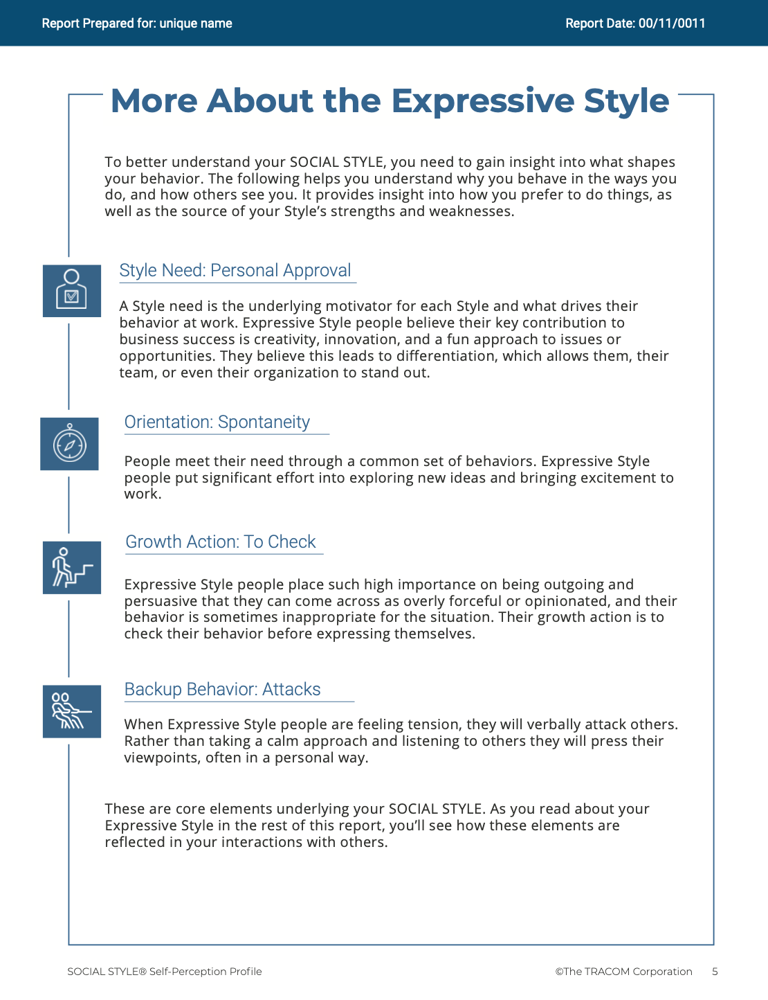 Report Prepared for: unique name
Report Date: 00/11/0011
More About the Expressive Style
To better understand your SOCIAL STYLE, you need to gain insight into what shapes
your behavior. The following helps you understand why you behave in the ways you
do, and how others see you. It provides insight into how you prefer to do things, as
well as the source of your Style’s strengths and weaknesses.
Style Need: Personal Approval
A Style need is the underlying motivator for each Style and what drives their
behavior at work. Expressive Style people believe their key contribution to
business success is creativity, innovation, and a fun approach to issues or
opportunities. They believe this leads to differentiation, which allows them, their
team, or even their organization to stand out.
Orientation: Spontaneity
People meet their need through a common set of behaviors. Expressive Style
people put significant effort into exploring new ideas and bringing excitement to
work.
Growth Action: To Check
Expressive Style people place such high importance on being outgoing and
persuasive that they can come across as overly forceful or opinionated, and their
behavior is sometimes inappropriate for the situation. Their growth action is to
check their behavior before expressing themselves.
Backup Behavior: Attacks
When Expressive Style people are feeling tension, they will verbally attack others.
Rather than taking a calm approach and listening to others they will press their
viewpoints, often in a personal way.
These are core elements underlying your SOCIAL STYLE. As you read about your
Expressive Style in the rest of this report, you’ll see how these elements are
reflected in your interactions with others.
SOCIAL STYLE® Self-Perception Profile
©The TRACOM Corporation 5